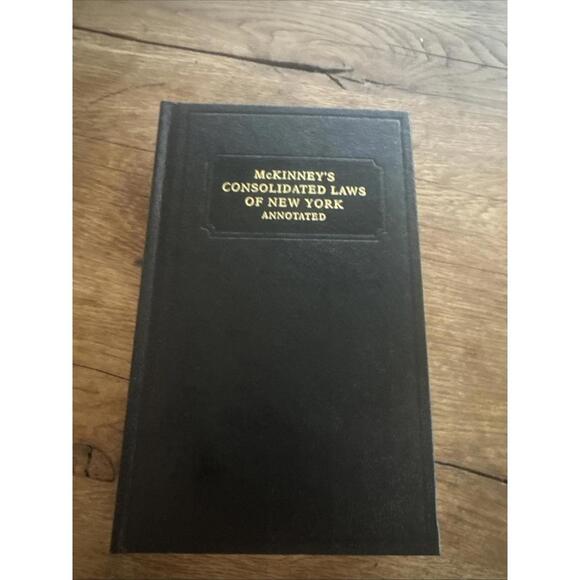 McKINNEY'S
CONSOLIDATED LAWS
OF NEW YORK
ANNOTATED